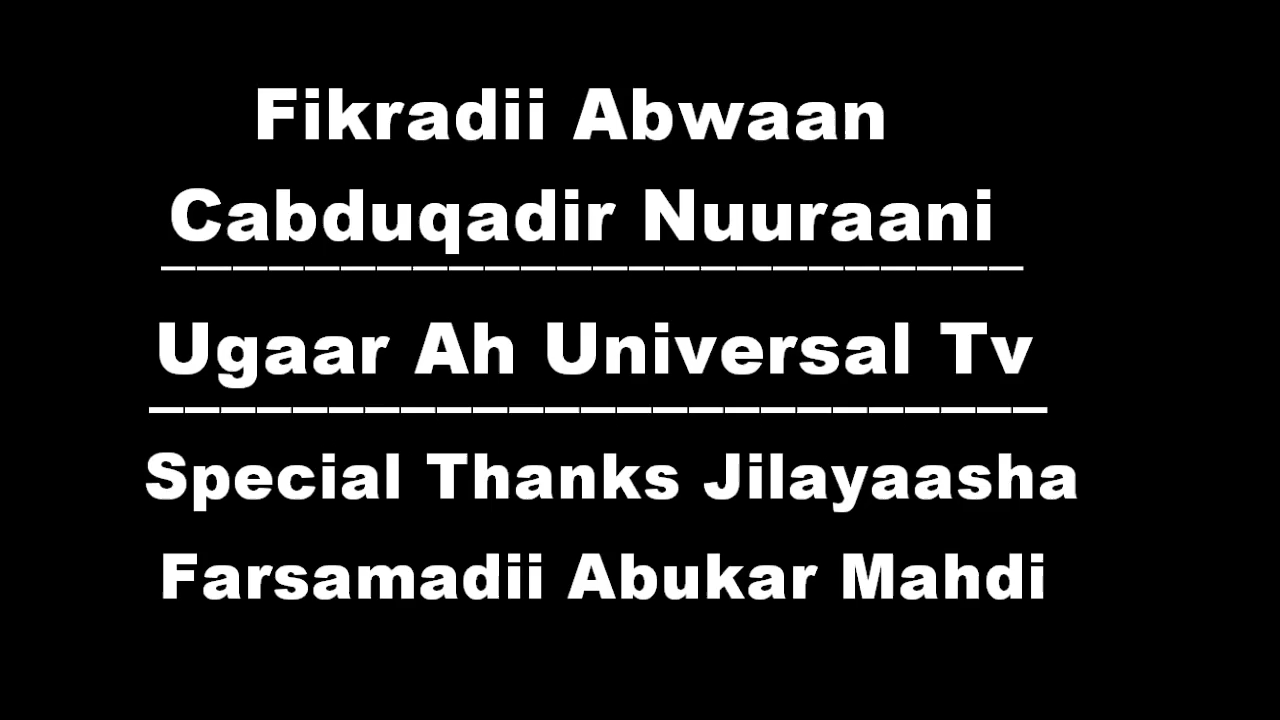 Fikradii Abwaan
Cabduqadir Nuuraani
Ugaar Ah Universal Tv
Special Thanks Jilayaasha
Farsamadii Abukar Mahdi